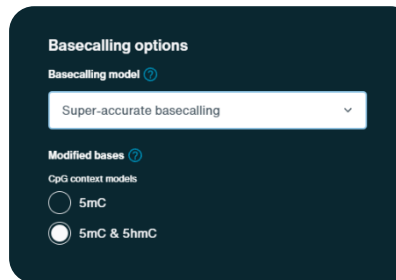 Basecalling options
Basecalling model ?
Super-accurate basecalling
Modified bases ?
CpG context models
5mC
5mC & 5hmC